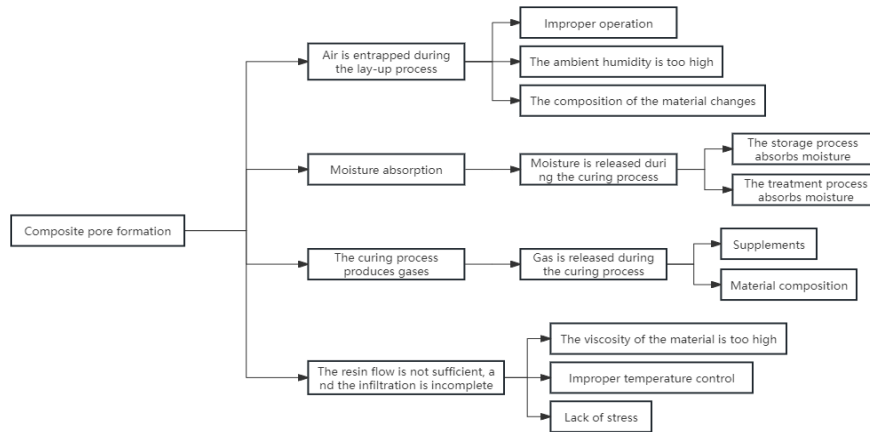 Improper operation
Air is entrapped during
the lay-up process
The ambient humidity is too high
The composition of the material changes
The storage process
absorbs moisture
Moisture absorption
Moisture is released duri
ng the curing process
The treatment process
absorbs moisture
Composite pore formation
Supplements
The curing process
produces gases
Gas is released during
the curing process
Material composition
The viscosity of the material is too high
The resin flow is not sufficient, a
nd the infiltration is incomplete
Improper temperature control
Lack of stress